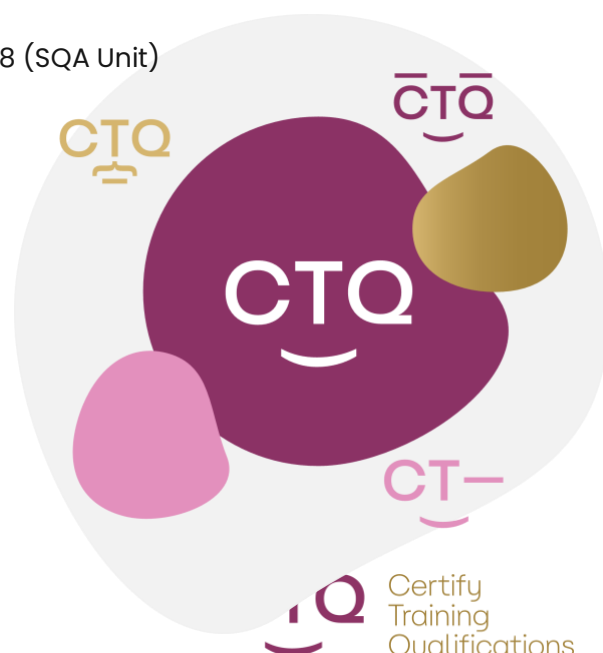 8 (SQA Unit)
CTQ
CTQ
CTQ
CT—
TQ
Certify
Training
Qualifications